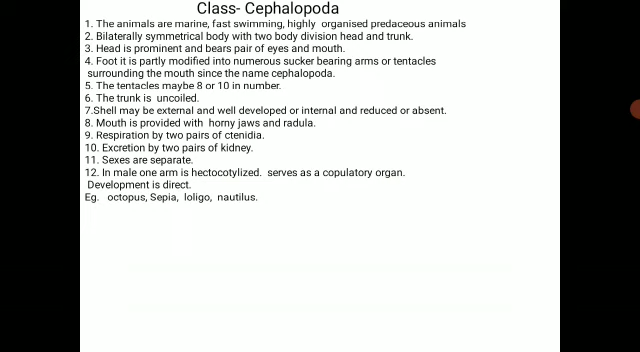 Class- Cephalopoda
1. The animals are marine, fast swimming, highly organised predaceous animals
2. Bilaterally symmetrical body with two body division head and trunk.
3. Head is prominent and bears pair of eyes and mouth.
4. Foot it is partly modified into numerous sucker bearing arms or tentacles
surrounding the mouth since the name cephalopoda.
5. The tentacles maybe 8 or 10 in number.
6. The trunk is uncoiled.
7.Shell may be external and well developed or internal and reduced or absent.
8. Mouth is provided with horny jaws and radula.
9. Respiration by two pairs of ctenidia.
10. Excretion by two pairs of kidney.
11. Sexes are separate.
12. In male one arm is hectocotylized. serves as a copulatory organ.
Development is direct.
Eg. octopus, Sepia, loligo, nautilus.